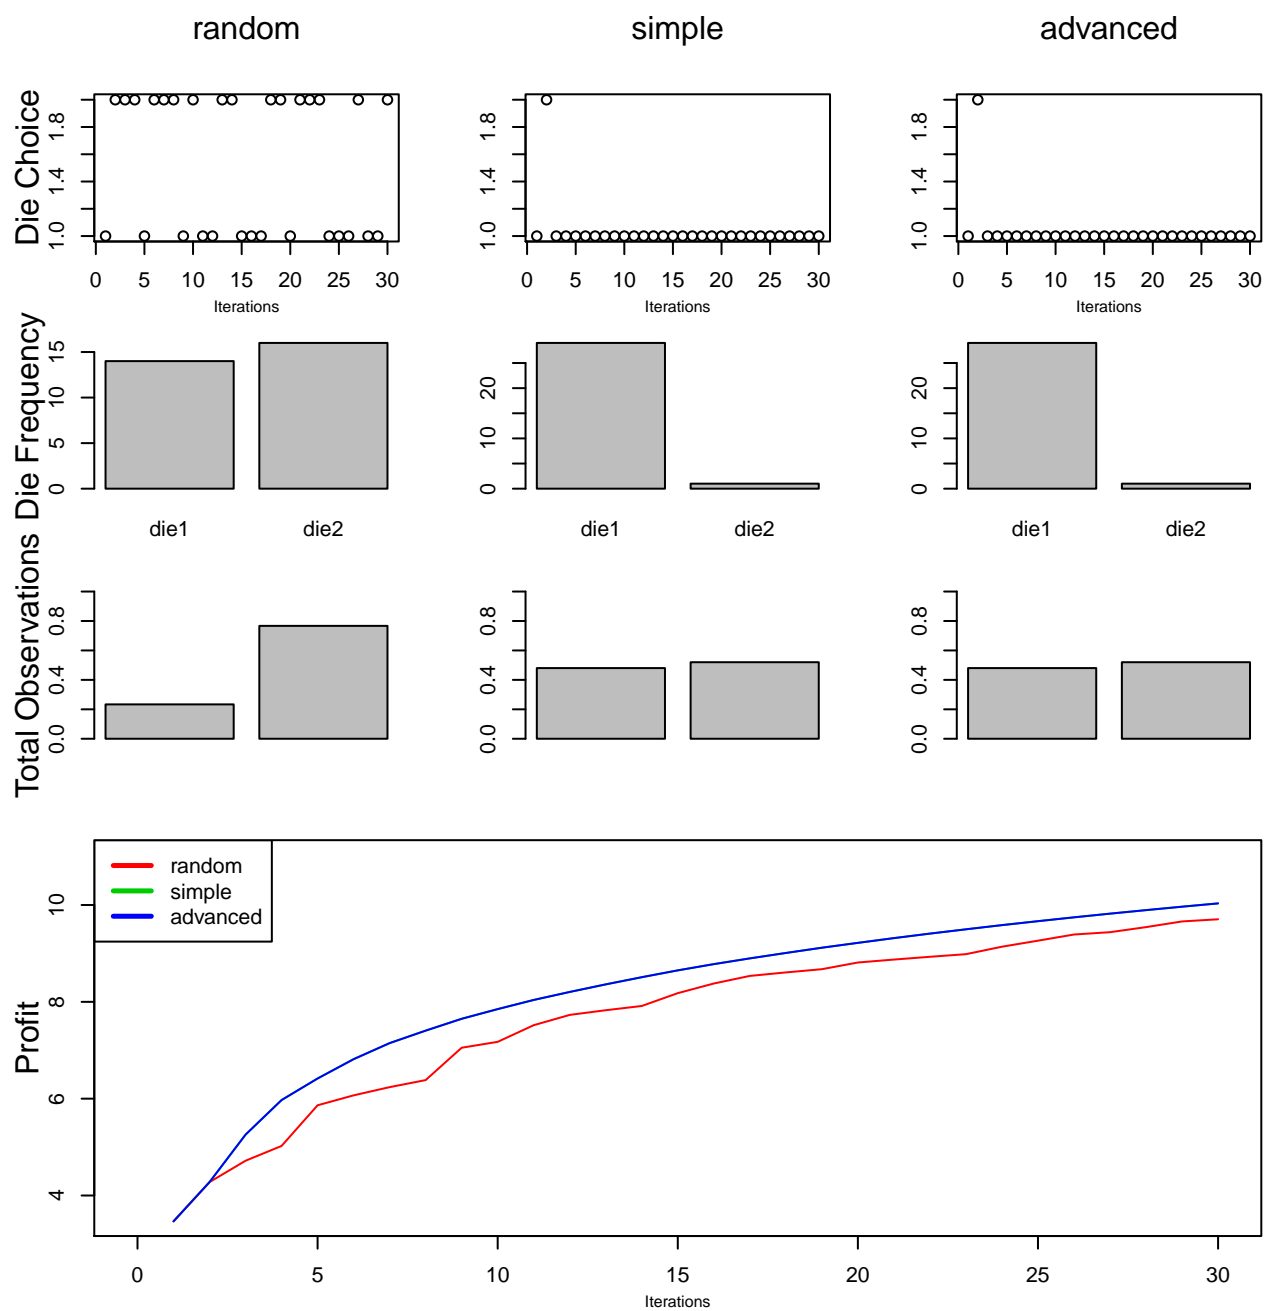 random simple advanced
Die Choice
1.0 1.4 1.8
1.0 1.4 1.8
1.0 1.4 1.8
0 5 10 15 20 25 30
0 5 10 15 20 25 30
0 5 10 15 20 25 30
Iterations Iterations Iterations
Die Frequency
0 5 10 15
0 10 20
0 10 20
die1 die2 die1 die2 die1 die2
Total Observations
0.0 0.4 0.8
0.0 0.4 0.8
0.0 0.4 0.8
random
simple
advanced
Profit
4 6 8 10
0 5 10 15 20 25 30
Iterations